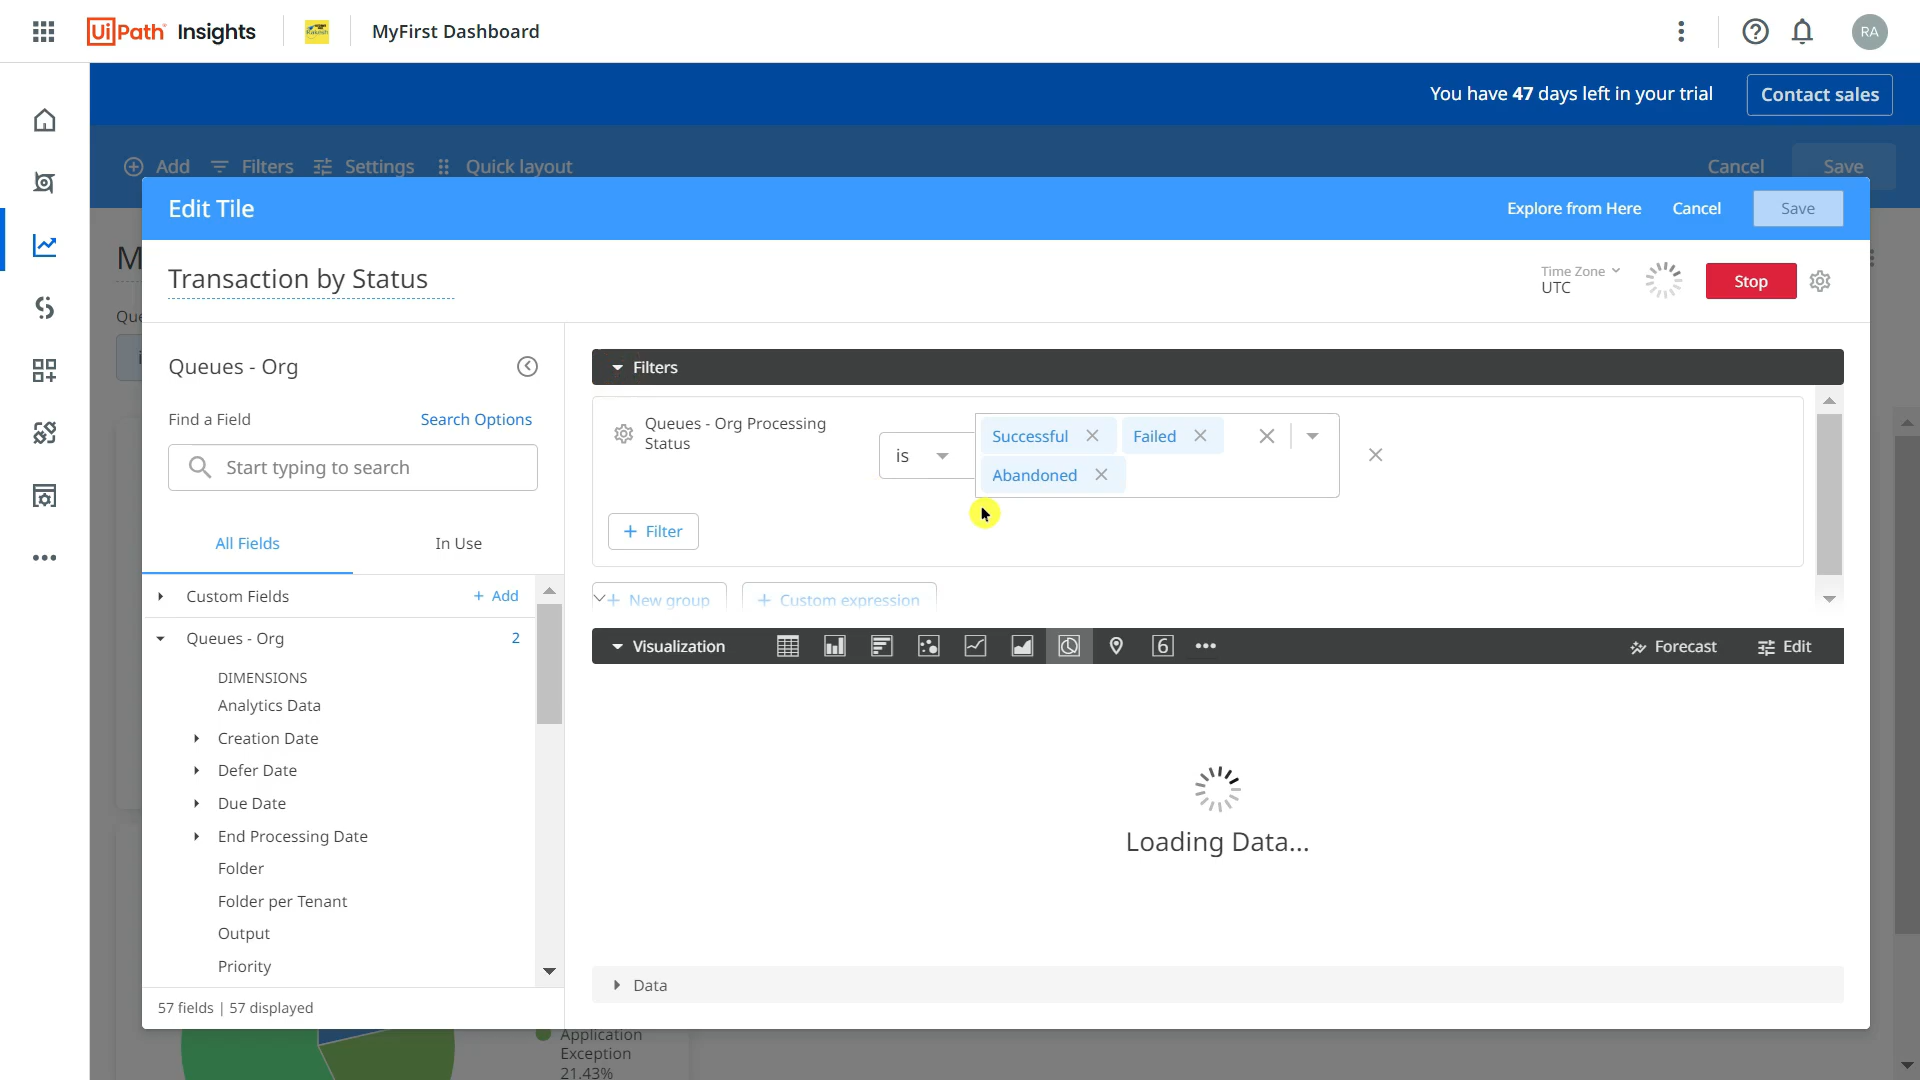 UiPath Insights
MyFirst Dashboard
RA
You have 47 days left in your trial
Contact sales
Add
Filters
Settings
Quick layout
Cancel
Save
Edit Tile
Explore from Here
Cancel
Save
Transaction by Status
Time Zone
UTC
Stop
Queues - Org
Filters
Find a Field
Search Options
Queues - Org Processing
Status
is
Successful
Failed
Abandoned
Start typing to search
+ Filter
All Fields
In Use
Custom Fields
+ Add
+ New group
+ Custom expression
Queues - Org
2
Visualization
6
Forecast
Edit
DIMENSIONS
Analytics Data
Creation Date
Defer Date
Due Date
End Processing Date
Loading Data...
Folder
Folder per Tenant
Output
Priority
Data
57 fields | 57 displayed
Application
Exception
21.43%